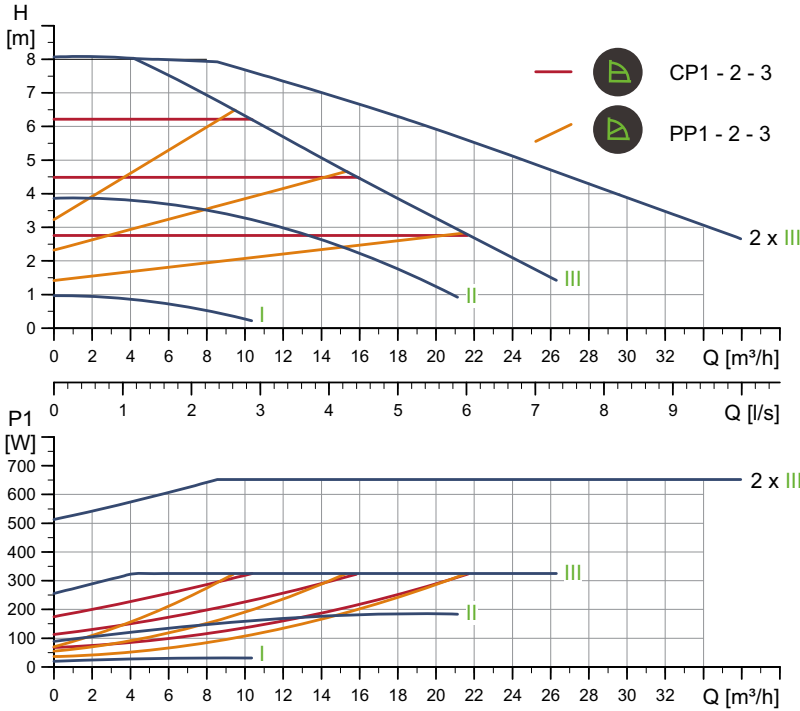 H
[m]
8
7
6
5
4
3
2
1
0
CP1 - 2 - 3
PP1 - 2 - 3
2 x III
III
II
I
0 2 4 6 8 10 12 14 16 18 20 22 24 26 28 30 32 Q [m³/h]
0 1 2 3 4 5 6 7 8 9 Q [l/s]
P1
[W]
700
600
500
400
300
200
100
0
2 x III
III
II
I
0 2 4 6 8 10 12 14 16 18 20 22 24 26 28 30 32 Q [m³/h]